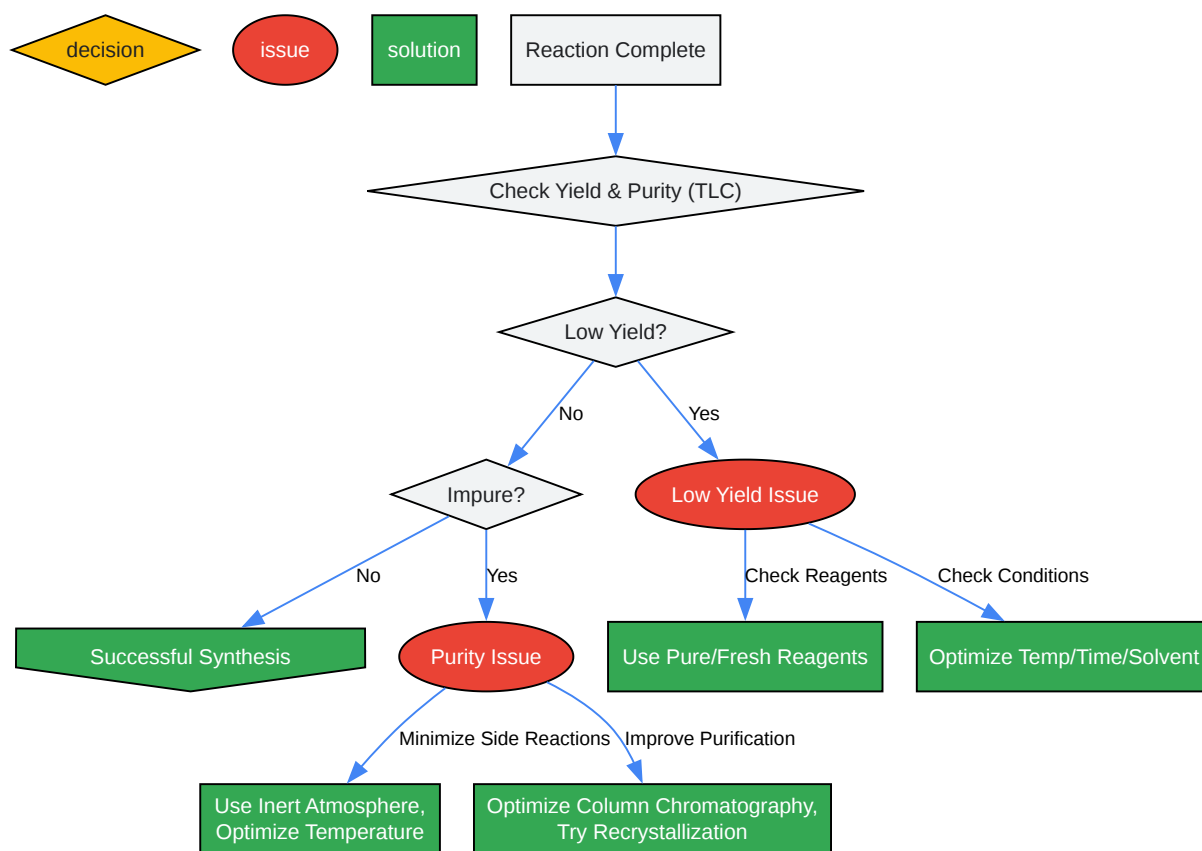 decision
issue
solution
Reaction Complete
Check Yield & Purity (TLC)
Low Yield?
No
Yes
Impure?
Low Yield Issue
No
Yes
Check Reagents
Check Conditions
Successful Synthesis
Purity Issue
Use Pure/Fresh Reagents
Optimize Temp/Time/Solvent
Minimize Side Reactions
Improve Purification
Use Inert Atmosphere,
Optimize Temperature
Optimize Column Chromatography,
Try Recrystallization